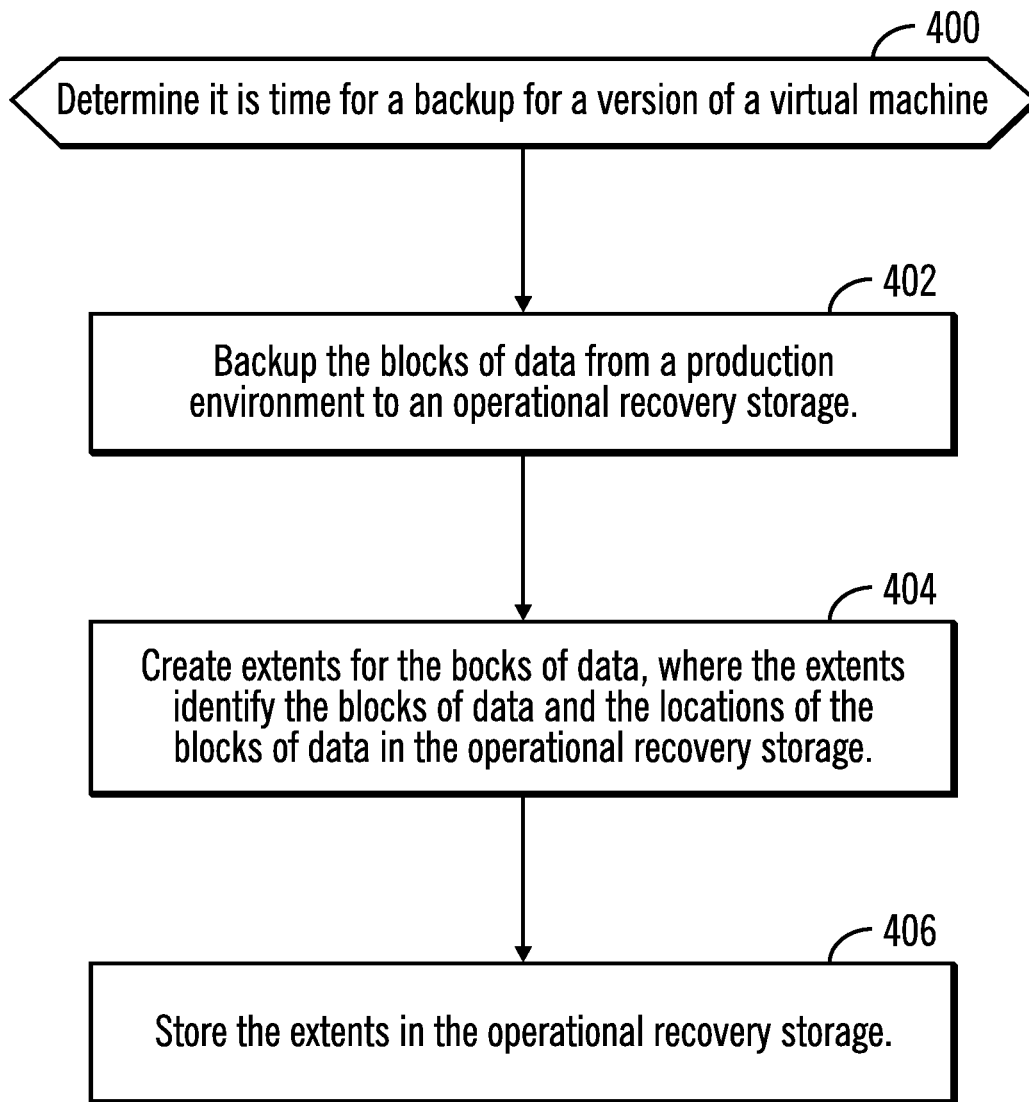 400
Determine it is time for a backup for a version of a virtual machine
402
Backup the blocks of data from a production
environment to an operational recovery storage.
404
Create extents for the bocks of data, where the extents
identify the blocks of data and the locations of the
blocks of data in the operational recovery storage.
406
Store the extents in the operational recovery storage.